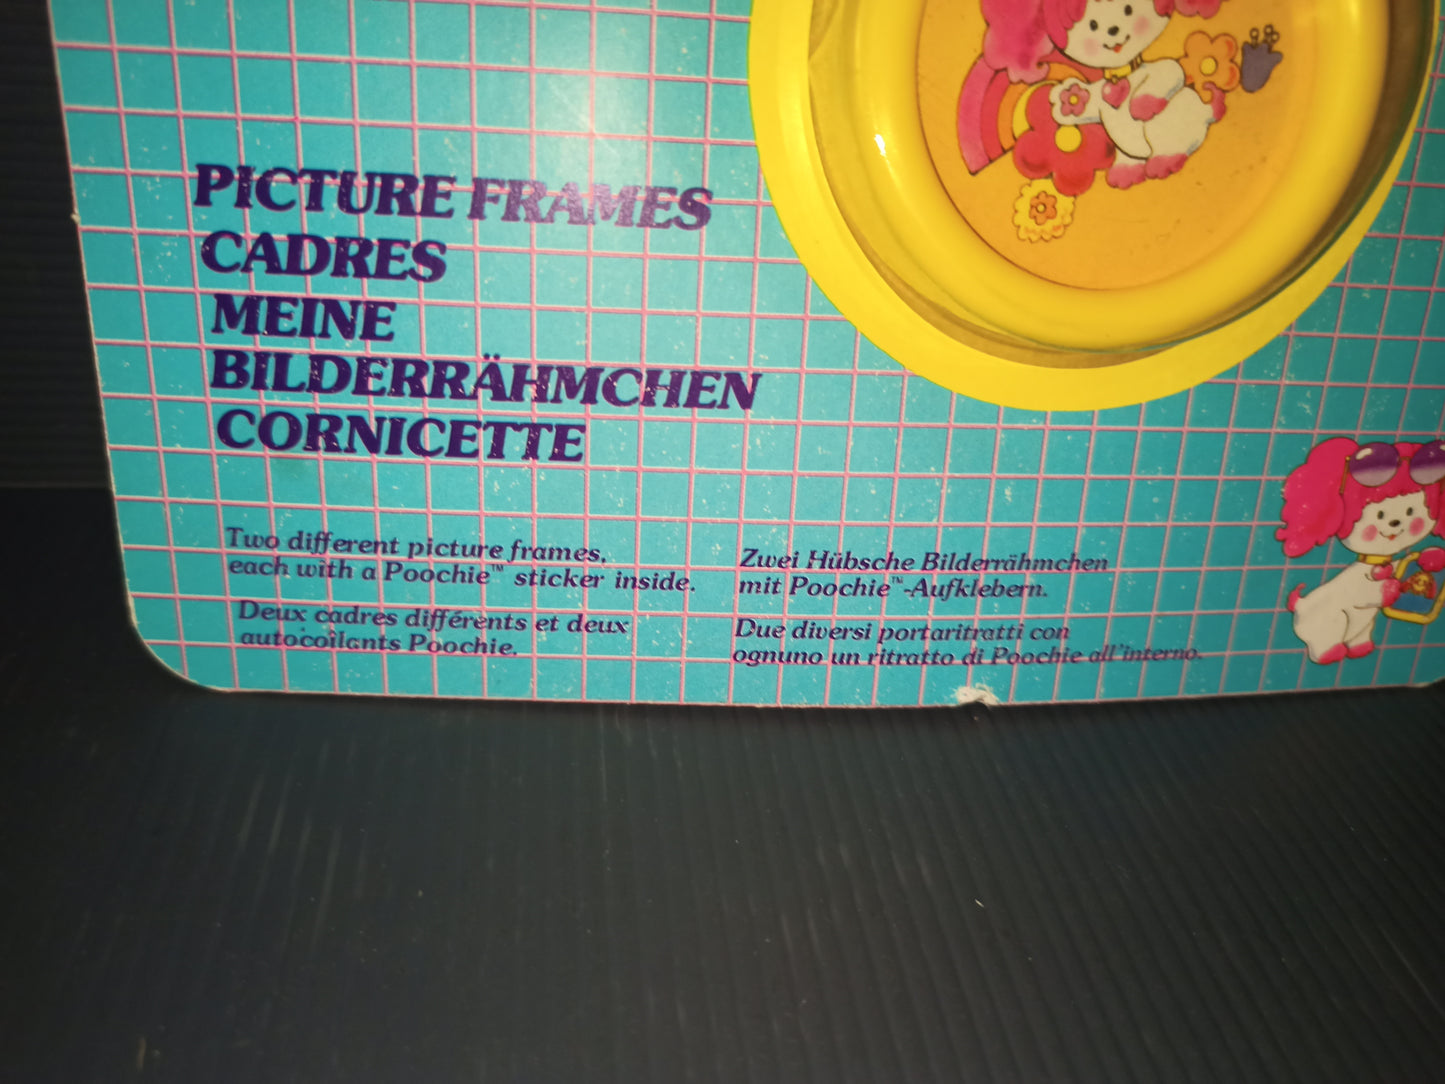 PICTURE FRAMES
CADRES
MEINE
BILDERRÄHMCHEN
CORNICETTE
Two different picture frames,
each with a Poochie™ sticker inside.
Deux cadres différents et deux
autocoilants Poochie.
Zwei Hübsche Bilderrähmchen
mit Poochie™-Aufklebern.
Due diversi portaritratti con
ognuno un ritratto di Poochie all'interno.